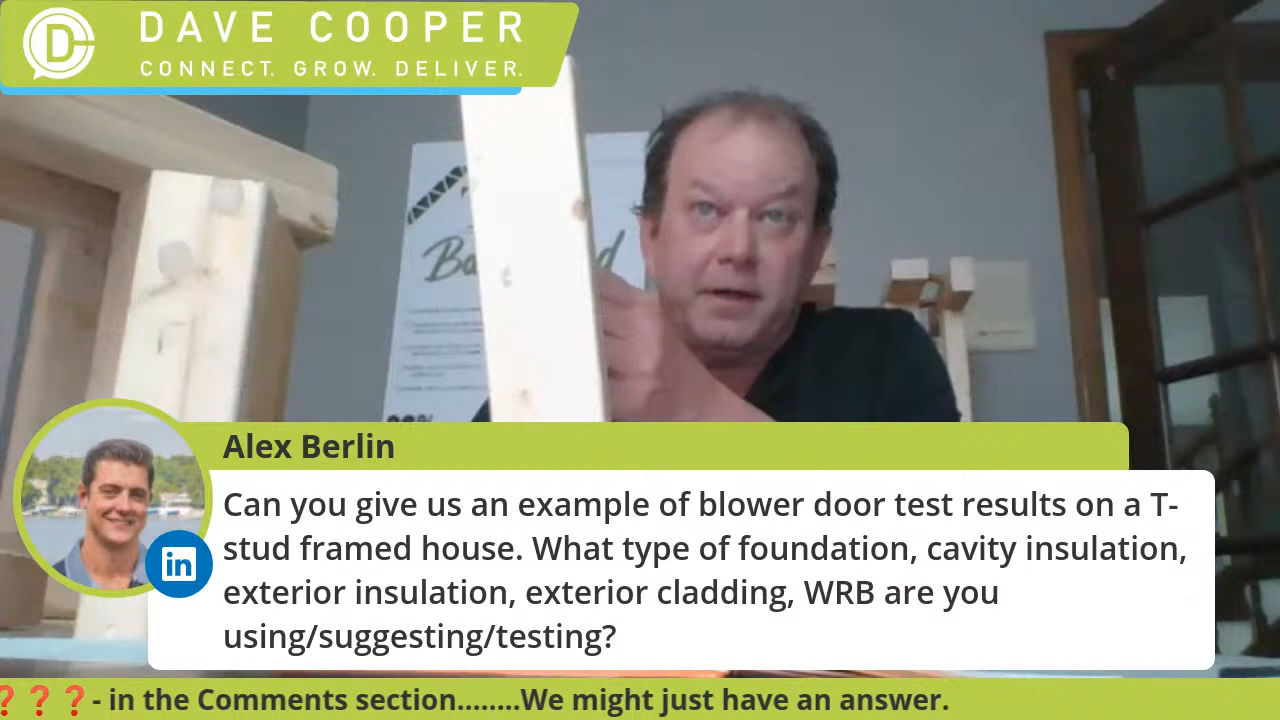 DAVE COOPER
CONNECT. GROW. DELIVER.
Alex Berlin
Can you give us an example of blower door test results on a T-
stud framed house. What type of foundation, cavity insulation,
exterior insulation, exterior cladding, WRB are you
using/suggesting/testing?
❓❓❓- in the Comments section........We might just have an answer.